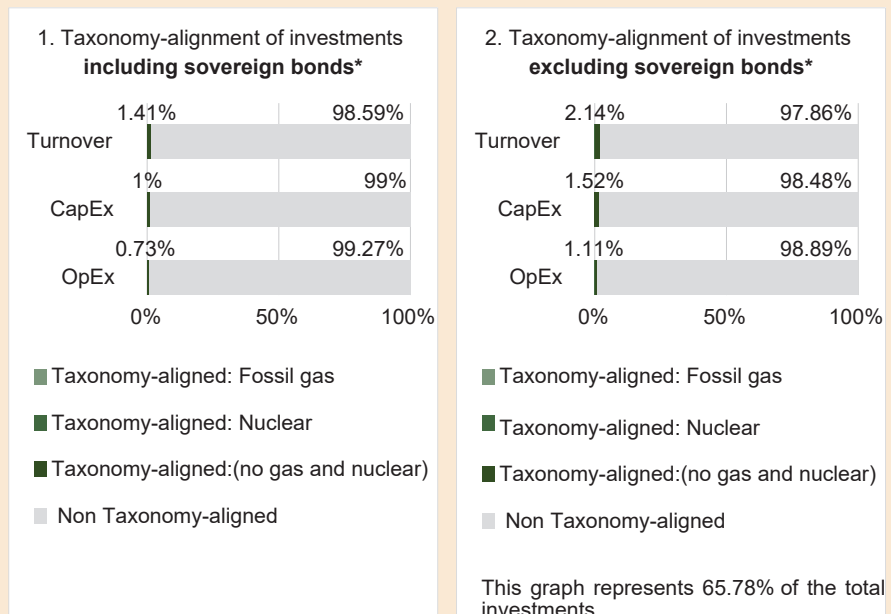 1. Taxonomy-alignment of investments
including sovereign bonds*
1.41% 98.59%
Turnover
1% 99%
CapEx
0.73% 99.27%
OpEx
0% 50% 100%
Taxonomy-aligned: Fossil gas
Taxonomy-aligned: Nuclear
Taxonomy-aligned:(no gas and nuclear)
Non Taxonomy-aligned
2. Taxonomy-alignment of investments
excluding sovereign bonds*
2.14% 97.86%
Turnover
1.52% 98.48%
CapEx
1.11% 98.89%
OpEx
0% 50% 100%
Taxonomy-aligned: Fossil gas
Taxonomy-aligned: Nuclear
Taxonomy-aligned:(no gas and nuclear)
Non Taxonomy-aligned
This graph represents 65.78% of the total
investments